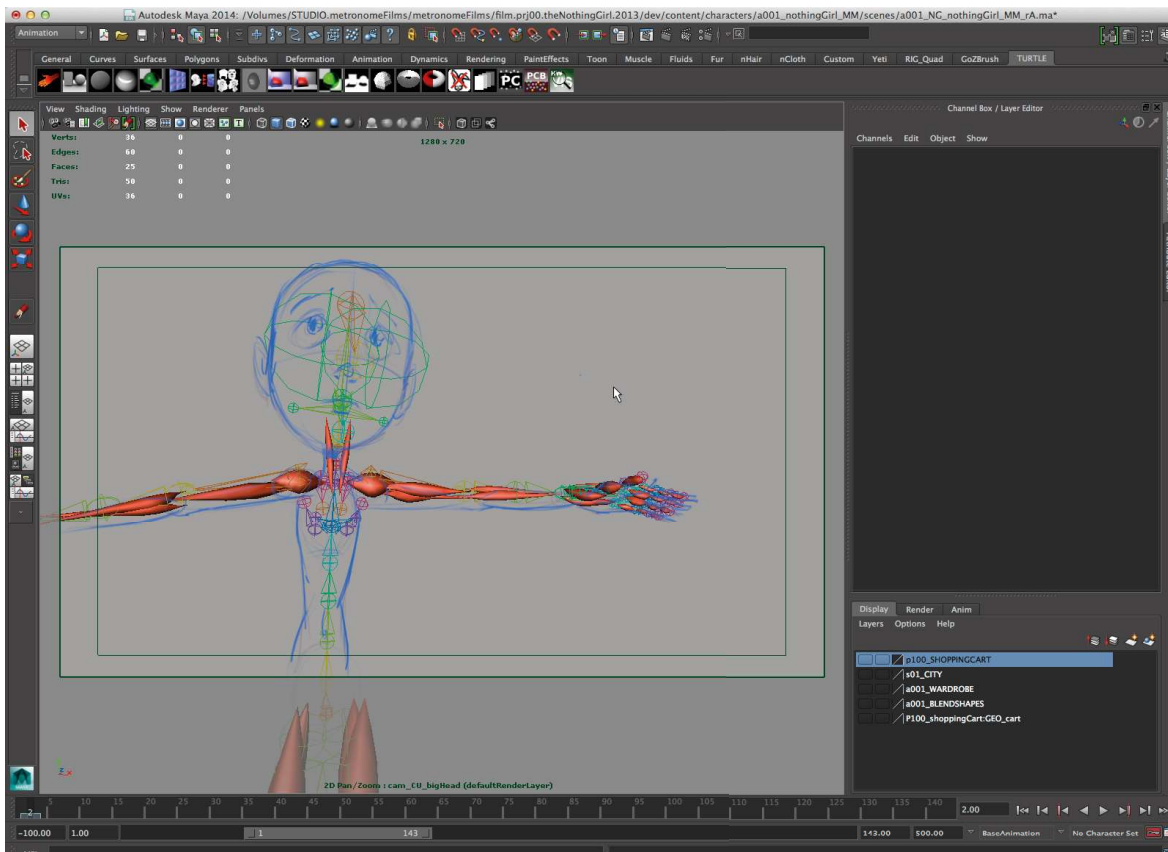 Autodesk Maya 2014: /Volumes/STUDIO.metronomeFilms/metronomeFilms/film.prj00.theNothingGirl.2013/dev/content/characters/a001_nothingGirl_MM/scenes/a001_NG_nothingGirl_MM_rA.ma*
Animation
General Curves Surfaces Polygons Subdivs Deformation Animation Dynamics Rendering PaintEffects Toon Muscle Fluids Fur nHair nCloth Custom Yeti RIG_Quad GoZBrush TURTLE
PC PCB
View Shading Lighting Show Renderer Panels
Channel Box / Layer Editor
Channels Edit Object Show
Verts: 36 0 0
1280 x 720
Edges: 60 0 0
Faces: 25 0 0
Tris: 50 0 0
UVs: 36 0 0
Display Render Anim
Layers Options Help
p100_SHOPPINGCART
s01_CITY
a001_WARDROBE
a001_BLENDSHAPES
P100_shoppingCart:GEO_cart
2D Pan/Zoom : cam_CU_bigHead (defaultRenderLayer)
2 5 10 15 20 25 30 35 40 45 50 55 60 65 70 75 80 85 90 95 100 105 110 115 120 125 130 135 140 2.00
-100.00 1.00 1 143 143.00 500.00 BaseAnimation No Character Set